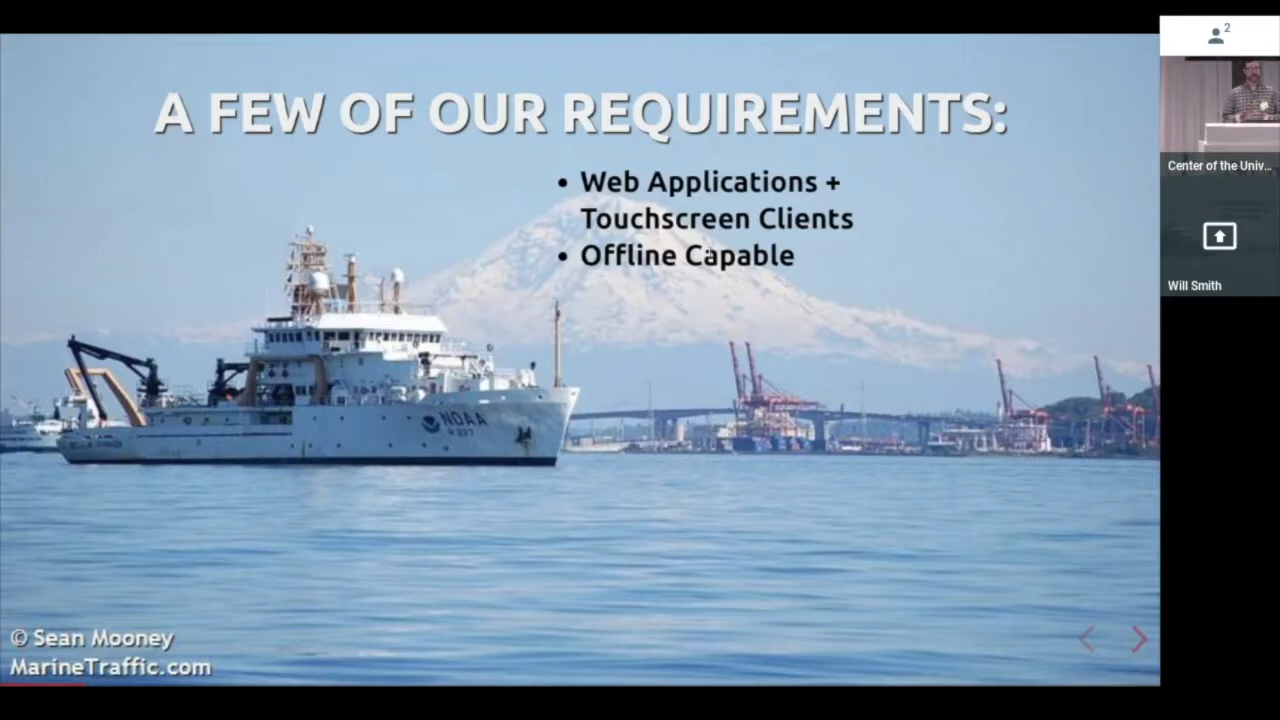 A FEW OF OUR REQUIREMENTS:
• Web Applications +
Touchscreen Clients
• Offline Capable
NOAA
© Sean Mooney
MarineTraffic.com
2
Center of the Univ...
Will Smith